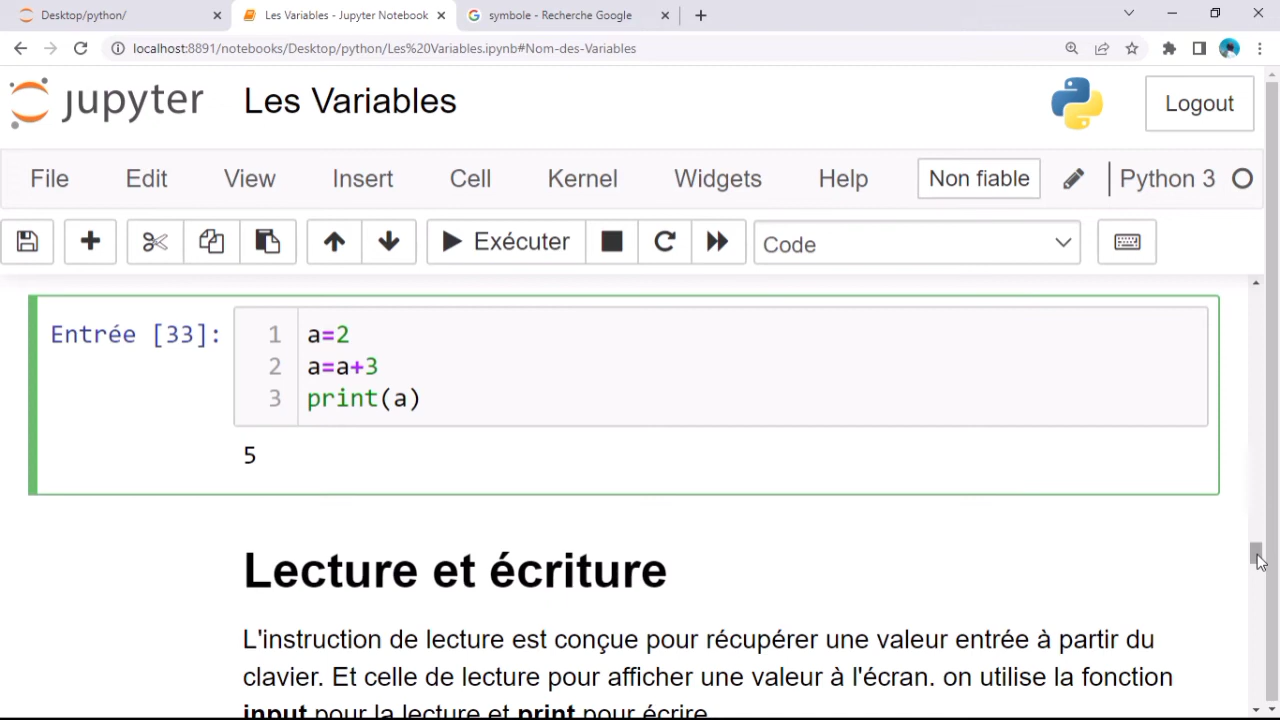 Desktop/python/
Les Variables - Jupyter Notebook
symbole - Recherche Google
localhost:8891/notebooks/Desktop/python/Les%20Variables.ipynb#Nom-des-Variables
jupyter Les Variables
Logout
File Edit View Insert Cell Kernel Widgets Help Non fiable Python 3
Exécuter Code
Entrée [33]:
1 a=2
2 a=a+3
3 print(a)
5
Lecture et écriture
L'instruction de lecture est conçue pour récupérer une valeur entrée à partir du
clavier. Et celle de lecture pour afficher une valeur à l'écran. on utilise la fonction
input pour la lecture et print pour écrire